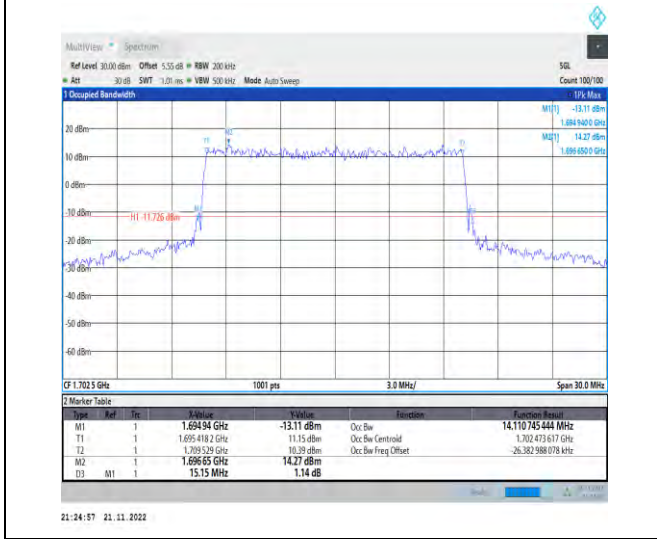 MultiView Spectrum
Ref Level 30.00 dBm Offset 5.55 dB RBW 200 kHz SGL
Att 30 dB SWT 1.01 ms VBW 500 kHz Mode Auto Sweep Count 100/100
1 Occupied Bandwidth 1Pk Max
M1[1] -13.11 dBm
1.694 940 0 GHz
M2[1] 14.27 dBm
1.696 650 0 GHz
20 dBm
10 dBm
0 dBm
-10 dBm
H1 -11.726 dBm
-20 dBm
-30 dBm
-40 dBm
-50 dBm
-60 dBm
M2
T1
T2
M1
CF 1.702 5 GHz 1001 pts 3.0 MHz/ Span 30.0 MHz
2 Marker Table
Type Ref Trc X-Value Y-Value Function Function Result
M1 1 1.694 94 GHz -13.11 dBm Occ Bw 14.110 745 444 MHz
T1 1 1.695 418 2 GHz 11.15 dBm Occ Bw Centroid 1.702 473 617 GHz
T2 1 1.709 529 GHz 10.39 dBm Occ Bw Freq Offset -26.382 988 078 kHz
M2 1 1.696 65 GHz 14.27 dBm
D3 M1 1 15.15 MHz 1.14 dB
21:24:57 21.11.2022